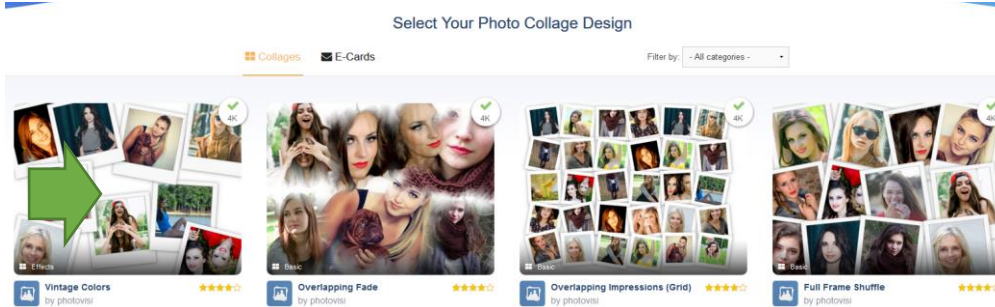 Select Your Photo Collage Design
Collages E-Cards Filter by: - All categories -
4K 4K 4K 4K
Effects Basic Basic Basic
Vintage Colors Overlapping Fade Overlapping Impressions (Grid) Full Frame Shuffle
by photovisi by photovisi by photovisi by photovisi